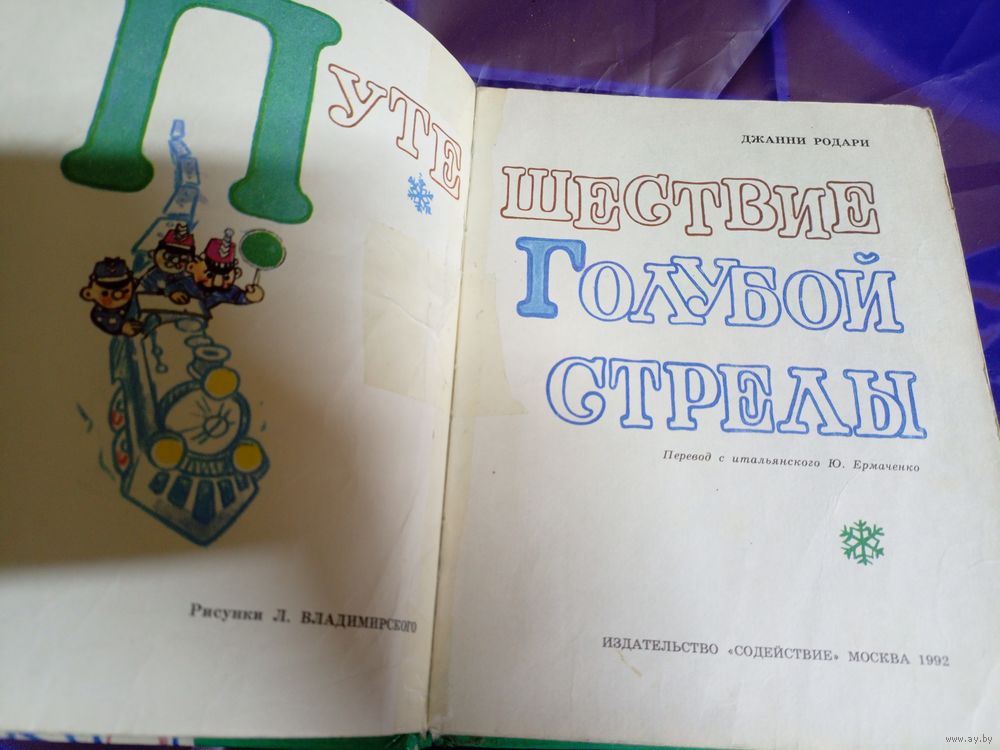 ПУТЕ
Рисунки Л. ВЛАДИМИРСКОГО
ДЖАННИ РОДАРИ
ШЕСТВИЕ
ГОЛУБОЙ
СТРЕЛЫ
Перевод с итальянского Ю. Ермаченко
ИЗДАТЕЛЬСТВО «СОДЕЙСТВИЕ» МОСКВА 1992
www.ay.by